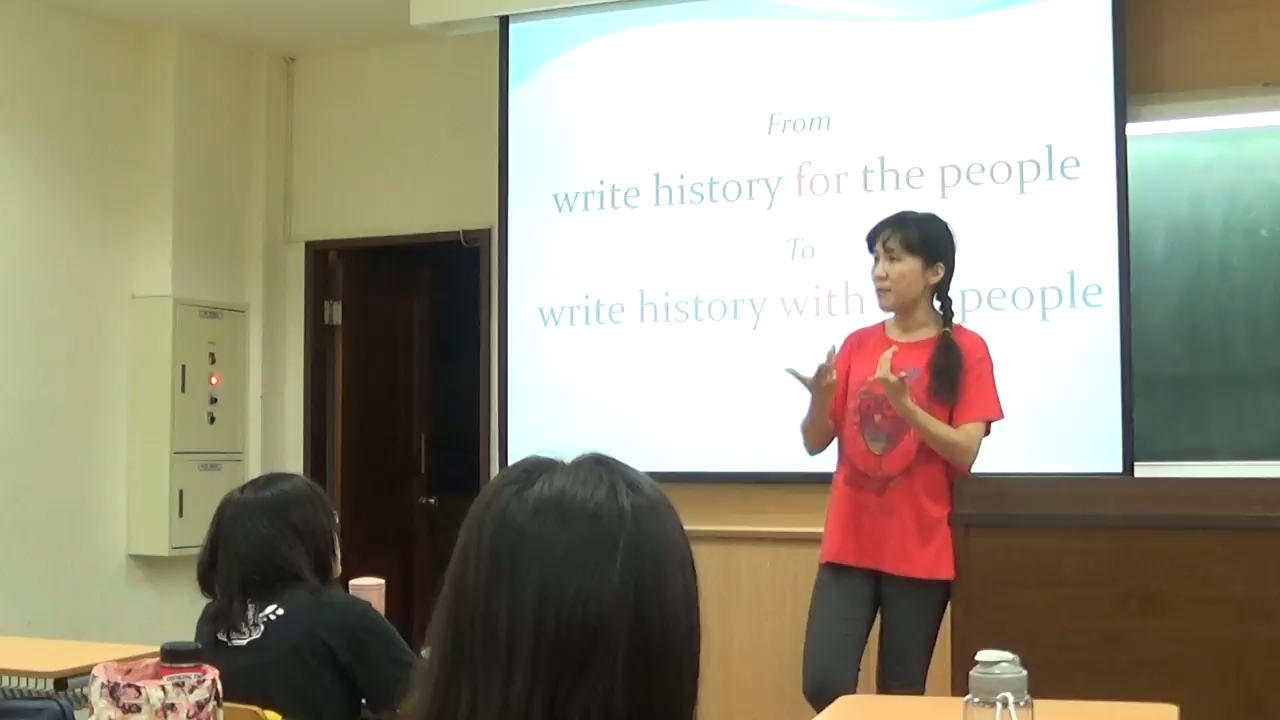 From
write history for the people
To
write history with people